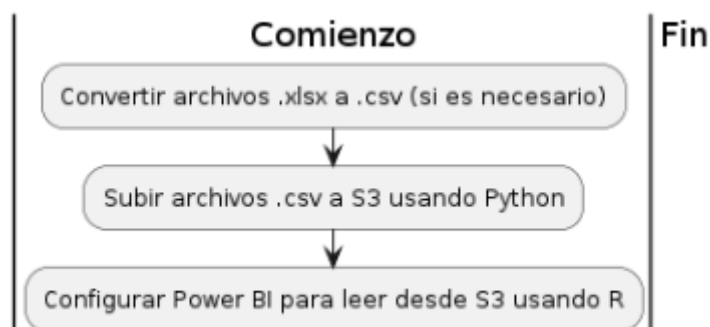 Comienzo
Fin
Convertir archivos .xlsx a .csv (si es necesario)
Subir archivos .csv a S3 usando Python
Configurar Power BI para leer desde S3 usando R